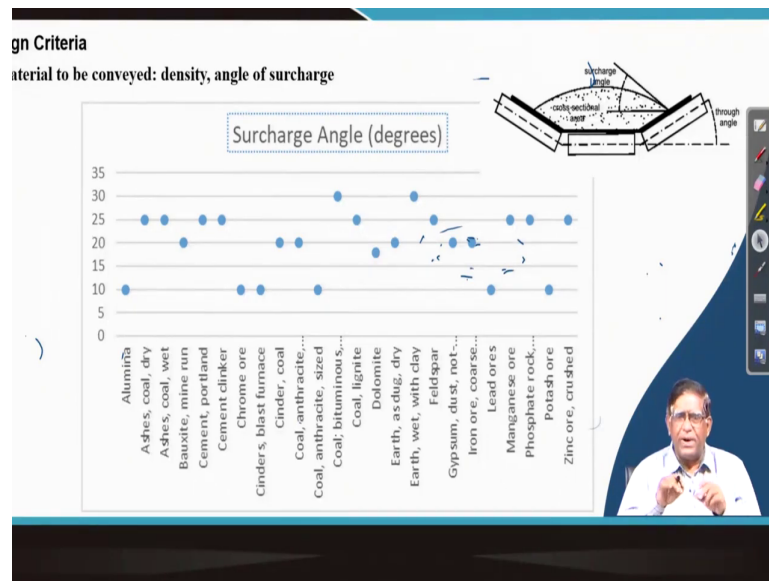 gn Criteria
aterial to be conveyed: density, angle of surcharge
surcharge
angle
cross-sectional
area
through
angle
Surcharge Angle (degrees)
35
30
25
20
15
10
5
0
Alumina
Ashes, coal, dry
Ashes, coal, wet
Bauxite, mine run
Cement, portland
Cement clinker
Chrome ore
Cinders, blast furnace
Cinder, coal
Coal, anthracite,...
Coal, anthracite, sized
Coal; bituminous,...
Coal, lignite
Dolomite
Earth, as dug, dry
Earth, wet, with clay
Feldspar
Gypsum, dust, not-...
Iron ore, coarse...
Lead ores
Manganese ore
Phosphate rock,...
Potash ore
Zinc ore, crushed